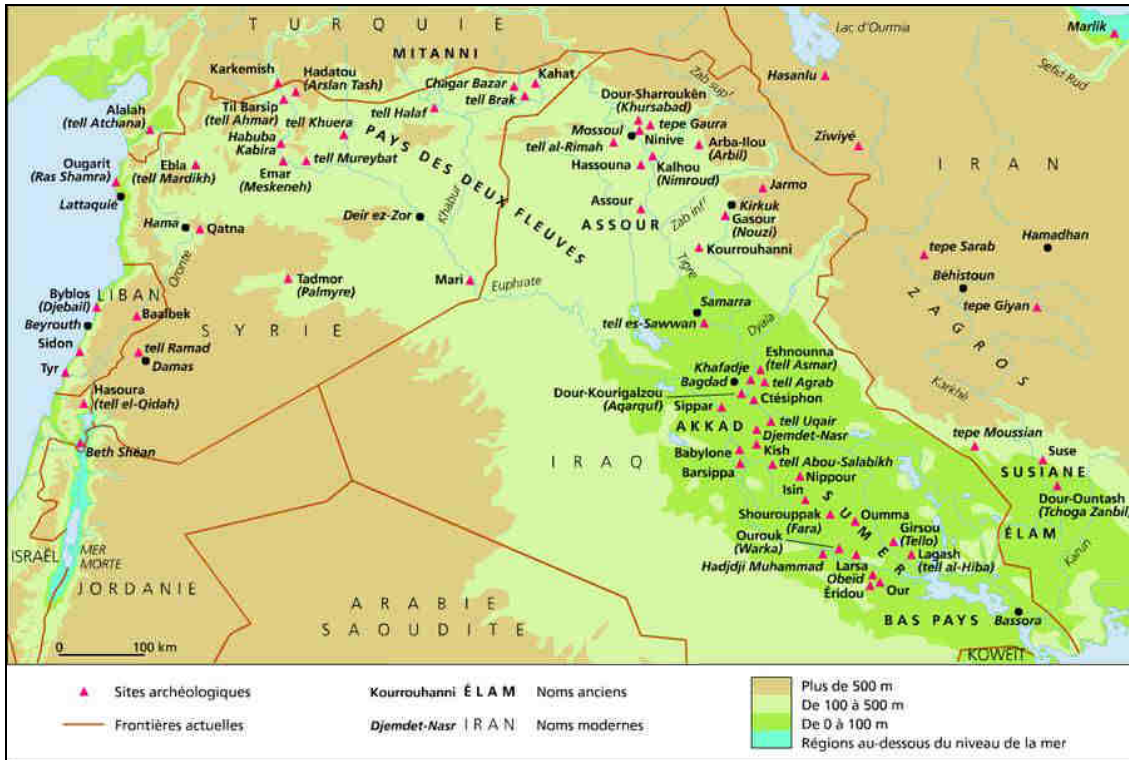 TURQUIE
Lac d'Ourmia
Marlik
MITANNI
Sefid Rud
Karkemish
Hadatou
(Arslan Tash)
Chagar Bazar
Kahat
Zab sup^r
Hasanlu
Til Barsip
(tell Ahmar)
tell Brak
Dour-Sharroukên
(Khursabad)
Alalah
(tell Atchana)
tell Khuera
tell Halaf
tepe Gaura
Habuba
Kabira
Mossoul
Ninive
Arba-Ilou
(Arbil)
Ziwiyé
IRAN
Ougarit
(Ras Shamra)
Ebla
(tell Mardikh)
tell Mureybat
PAYS DES DEUX FLEUVES
tell al-Rimah
Emar
(Meskeneh)
Hassouna
Kalhou
(Nimroud)
Jarmo
Lattaquie
Khabur
Assour
Kirkuk
Hama
Qatna
Deir ez-Zor
ASSOUR
Zab inf^r
Gasour
(Nouzi)
Oronte
Kourrouhanni
tepe Sarab
Hamadhan
Tadmor
(Palmyre)
Mari
Euphrate
Tigre
Béhistoun
Byblos
(Djebail)
LIBAN
Samarra
ZAGROS
tepe Giyan
Beyrouth
Baalbek
SYRIE
tell es-Sawwan
Dyala
Sidon
tell Ramad
Damas
Khafadje
Eshnounna
(tell Asmar)
Tyr
Bagdad
tell Agrab
Karkhé
Hasoura
(tell el-Qidah)
Dour-Kourigalzou
(Aqarquf)
Ctésiphon
Sippar
AKKAD
tell Uqair
Djemdet-Nasr
tepe Moussian
Beth Shéan
IRAQ
Babylone
Kish
Suse
Barsippa
tell Abou-Salabikh
SUSIANE
Nippour
Isin
SUMER
Dour-Ountash
(Tchoga Zanbil)
Shourouppak
(Fara)
Oumma
ÉLAM
Ourouk
(Warka)
Girsou
(Tello)
ISRAËL
MER
MORTE
Hadjdji Muhammad
Larsa
Lagash
(tell al-Hiba)
Karun
Obeïd
JORDANIE
Éridou
Our
ARABIE
SAOUDITE
BAS PAYS
Bassora
0 100 km
KOWEIT
Sites archéologiques
Kourrouhanni ÉLAM Noms anciens
Plus de 500 m
De 100 à 500 m
Frontières actuelles
Djemdet-Nasr IRAN Noms modernes
De 0 à 100 m
Régions au-dessous du niveau de la mer